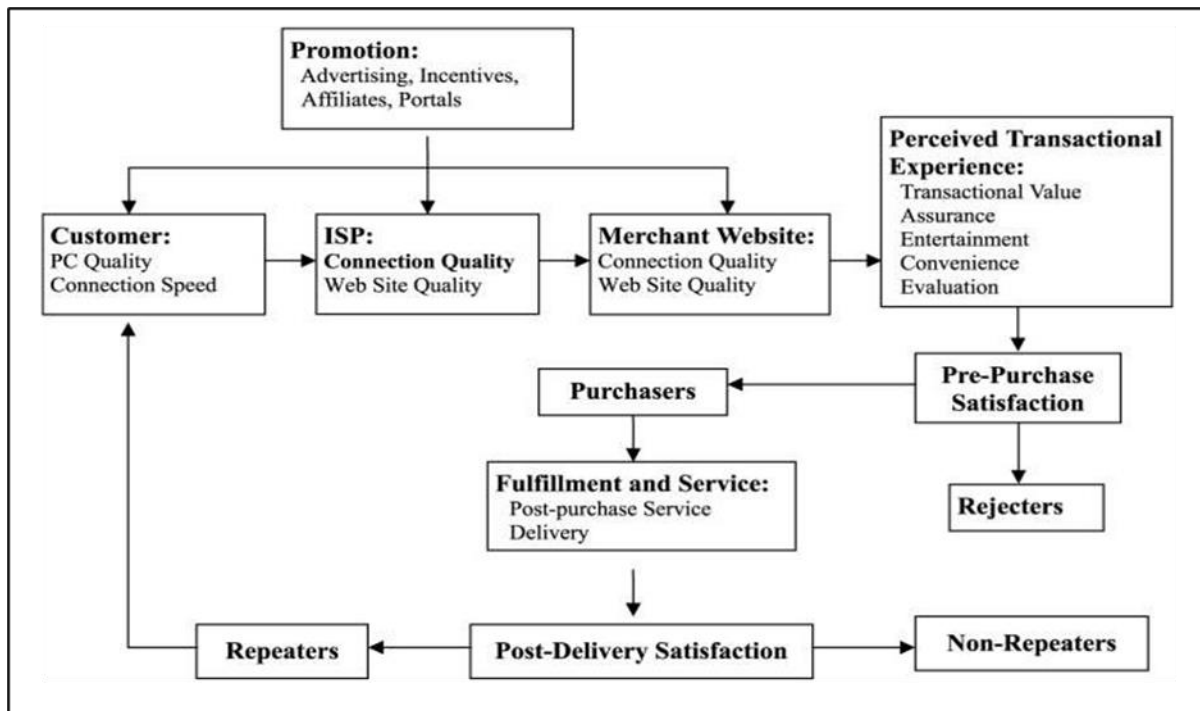 Promotion:
Advertising, Incentives,
Affiliates, Portals
Customer:
PC Quality
Connection Speed
ISP:
Connection Quality
Web Site Quality
Merchant Website:
Connection Quality
Web Site Quality
Perceived Transactional
Experience:
Transactional Value
Assurance
Entertainment
Convenience
Evaluation
Pre-Purchase
Satisfaction
Purchasers
Rejecters
Fulfillment and Service:
Post-purchase Service
Delivery
Post-Delivery Satisfaction
Repeaters
Non-Repeaters